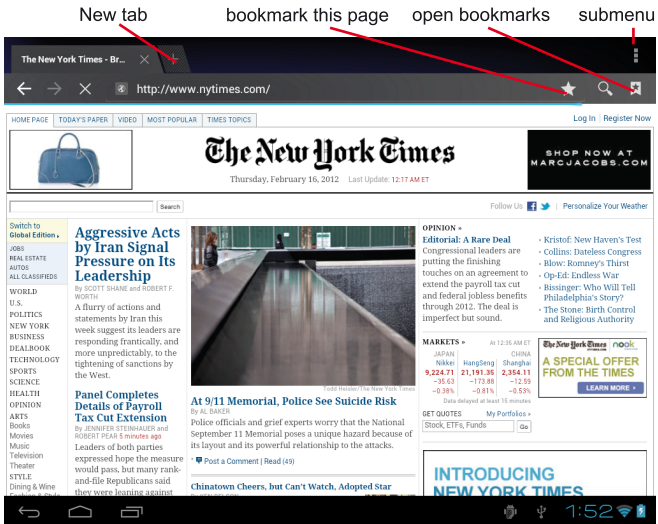 New tab
bookmark this page
open bookmarks
submenu
The New York Times - Br...
http://www.nytimes.com/
HOME PAGE
TODAY'S PAPER
VIDEO
MOST POPULAR
TIMES TOPICS
Log In
Register Now
The New York Times
Thursday, February 16, 2012 Last Update: 12:17 AM ET
SHOP NOW AT
MARCJACOBS.COM
Search
Follow Us
Personalize Your Weather
Switch to
Global Edition
JOBS
REAL ESTATE
AUTOS
ALL CLASSIFIEDS
WORLD
U.S.
POLITICS
NEW YORK
BUSINESS
DEALBOOK
TECHNOLOGY
SPORTS
SCIENCE
HEALTH
OPINION
ARTS
Books
Movies
Music
Television
Theater
STYLE
Dining & Wine
Fashion & Style
Aggressive Acts
by Iran Signal
Pressure on Its
Leadership
By SCOTT SHANE and ROBERT F.
WORTH
A flurry of actions and
statements by Iran this
week suggest its leaders are
responding frantically, and
more unpredictably, to the
tightening of sanctions by
the West.
Panel Completes
Details of Payroll
Tax Cut Extension
By JENNIFER STEINHAUER and
ROBERT PEAR 5 minutes ago
Leaders of both parties
expressed hope the measure
would pass, but many rank-
and-file Republicans said
they were leaning against
Todd Heisler/The New York Times
At 9/11 Memorial, Police See Suicide Risk
By AL BAKER
Police officials and grief experts worry that the National
September 11 Memorial poses a unique hazard because of
its layout and its powerful relationship to the attacks.
• Post a Comment | Read (49)
Chinatown Cheers, but Can't Watch, Adopted Star
OPINION »
Editorial: A Rare Deal
Congressional leaders are
putting the finishing
touches on an agreement to
extend the payroll tax cut
and federal jobless benefits
through 2012. The deal is
imperfect but sound.
• Kristof: New Haven's Test
• Collins: Dateless Congress
• Blow: Romney's Thirst
• Op-Ed: Endless War
• Bissinger: Who Will Tell
Philadelphia's Story?
• The Stone: Birth Control
and Religious Authority
MARKETS »
At 12:35 AM ET
JAPAN CHINA
Nikkei HangSeng Shanghai
9,224.71 21,191.35 2,354.11
−35.63 −173.88 −12.59
−0.38% −0.81% −0.53%
Data delayed at least 15 minutes
GET QUOTES
My Portfolios »
Stock, ETFs, Funds
Go
The New York Times nook
A SPECIAL OFFER
FROM THE TIMES
LEARN MORE
INTRODUCING
NEW YORK TIMES
1:52